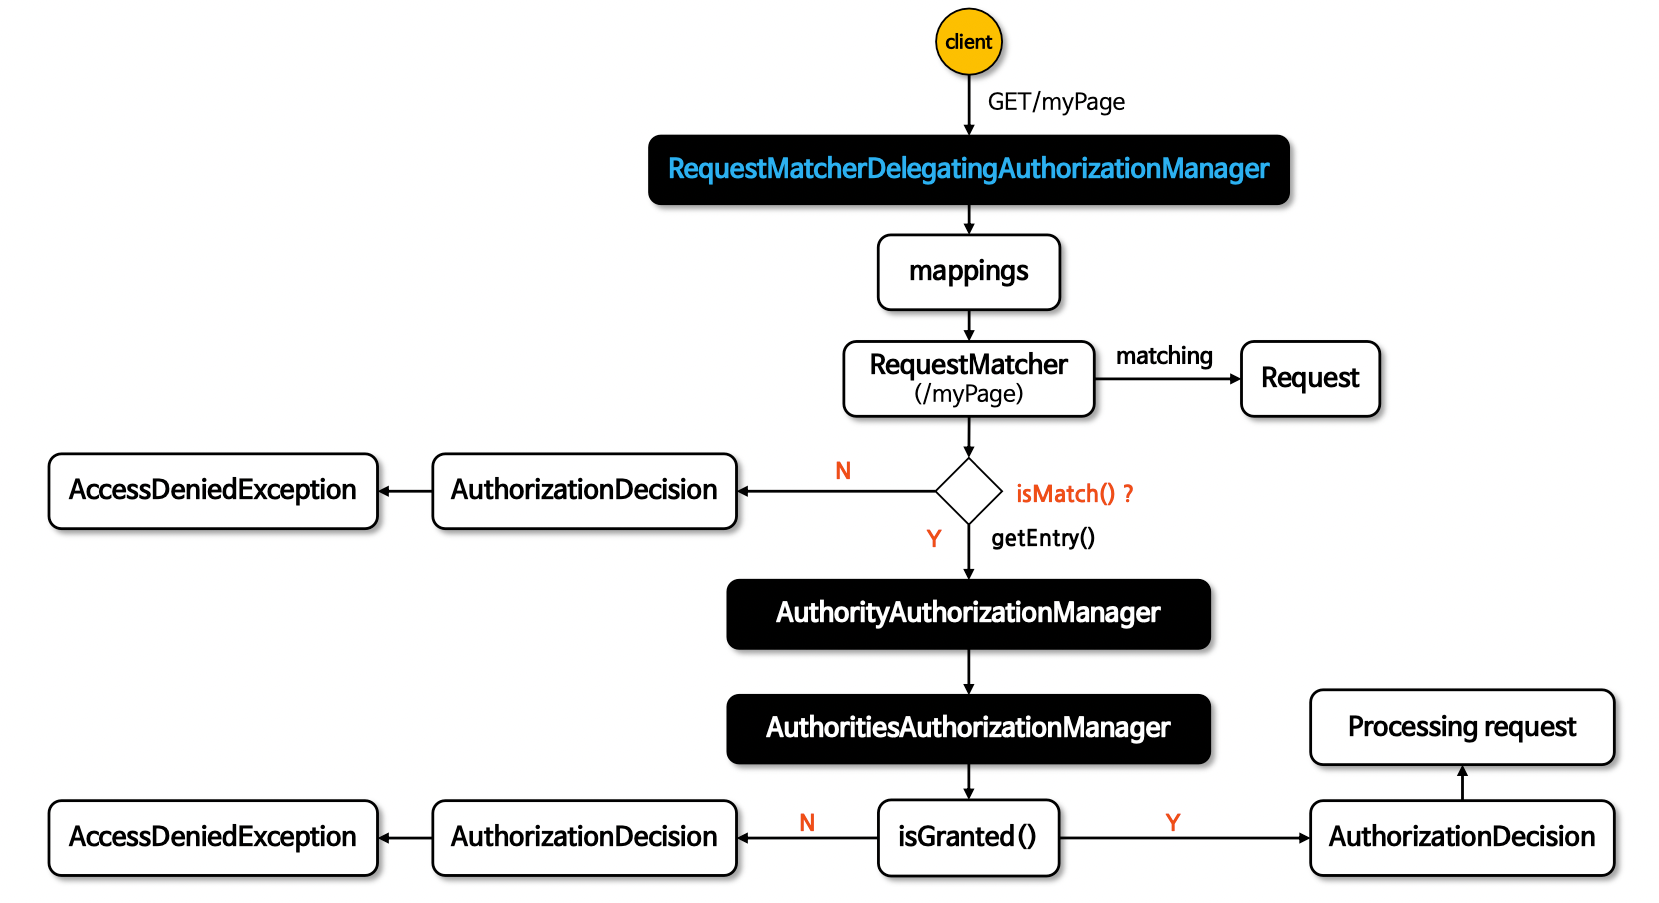 client
GET/myPage
RequestMatcherDelegatingAuthorizationManager
mappings
RequestMatcher
(/myPage)
matching
Request
AccessDeniedException
AuthorizationDecision
N
isMatch() ?
Y
getEntry()
AuthorityAuthorizationManager
AuthoritiesAuthorizationManager
Processing request
AccessDeniedException
AuthorizationDecision
N
isGranted()
Y
AuthorizationDecision